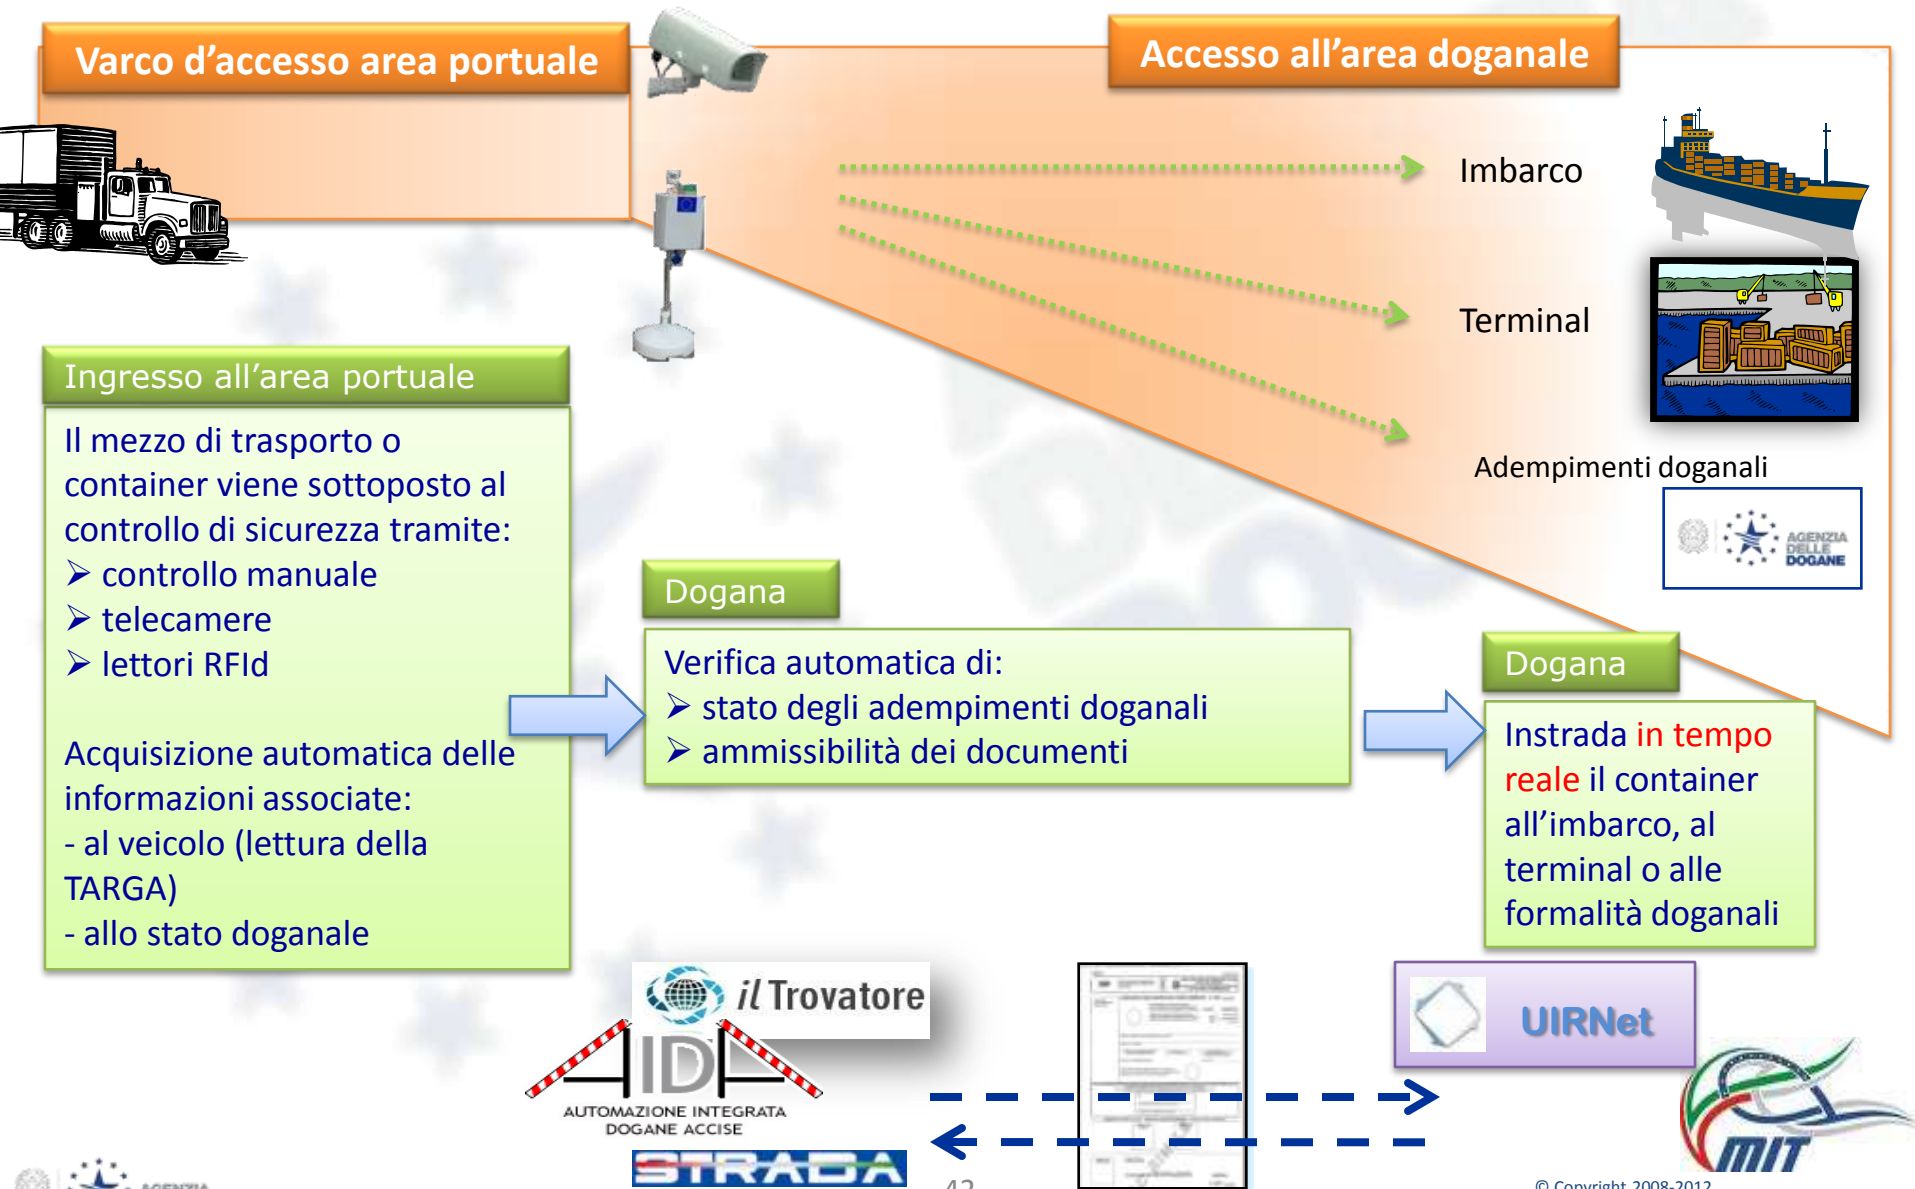 Varco d'accesso area portuale
Accesso all'area doganale
Imbarco
Terminal
Adempimenti doganali
AGENZIA
DELLE
DOGANE
Ingresso all'area portuale
Il mezzo di trasporto o
container viene sottoposto al
controllo di sicurezza tramite:
➢ controllo manuale
➢ telecamere
➢ lettori RFId
Acquisizione automatica delle
informazioni associate:
- al veicolo (lettura della
TARGA)
- allo stato doganale
Dogana
Verifica automatica di:
➢ stato degli adempimenti doganali
➢ ammissibilità dei documenti
Dogana
Instrada in tempo
reale il container
all'imbarco, al
terminal o alle
formalità doganali
il Trovatore
AIDA
AUTOMAZIONE INTEGRATA
DOGANE ACCISE
STRADA
UIRNet
MIT
42
© Copyright 2008-2012
AGENZIA